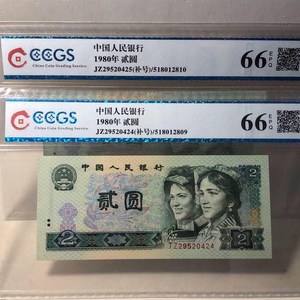 CCGS
China Coin Grading Service
中国人民银行
1980年 贰圆
JZ29520425(补号)/518012810
66 EPQ
CCGS
China Coin Grading Service
中国人民银行
1980年 贰圆
JZ29520424(补号)/518012809
66 EPQ
中国人民银行
2
贰圆
JZ29520424
2
2